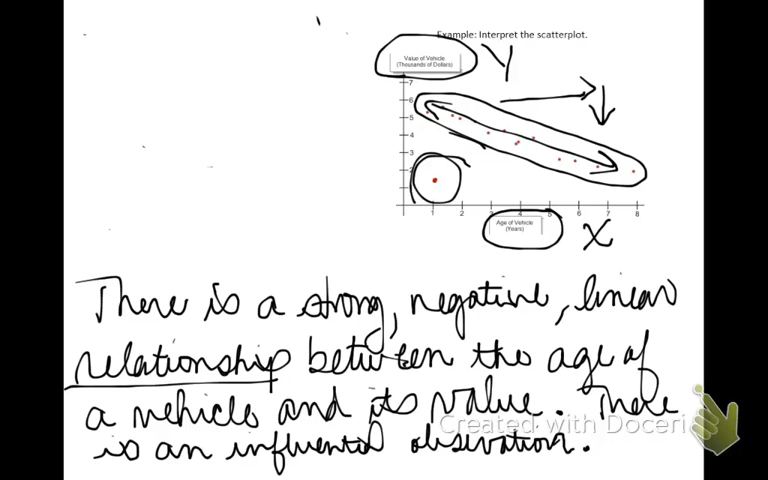 Example: Interpret the scatterplot.
Value of Vehicle
(Thousands of Dollars)
Y
7
6
5
4
3
2
1 2 3 4 5 6 7 8
Age of Vehicle
(Years)
X
There is a strong, negative, linear
relationship between the age of
a vehicle and its value. There
is an influential observation.
Created with Doceri